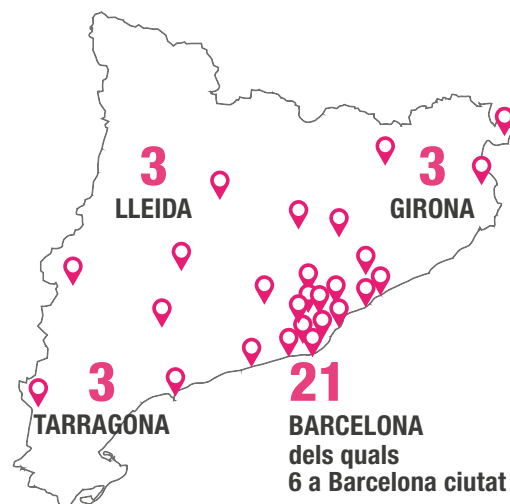 3
LLEIDA
3
GIRONA
3
TARRAGONA
21
BARCELONA
dels quals
6 a Barcelona ciutat